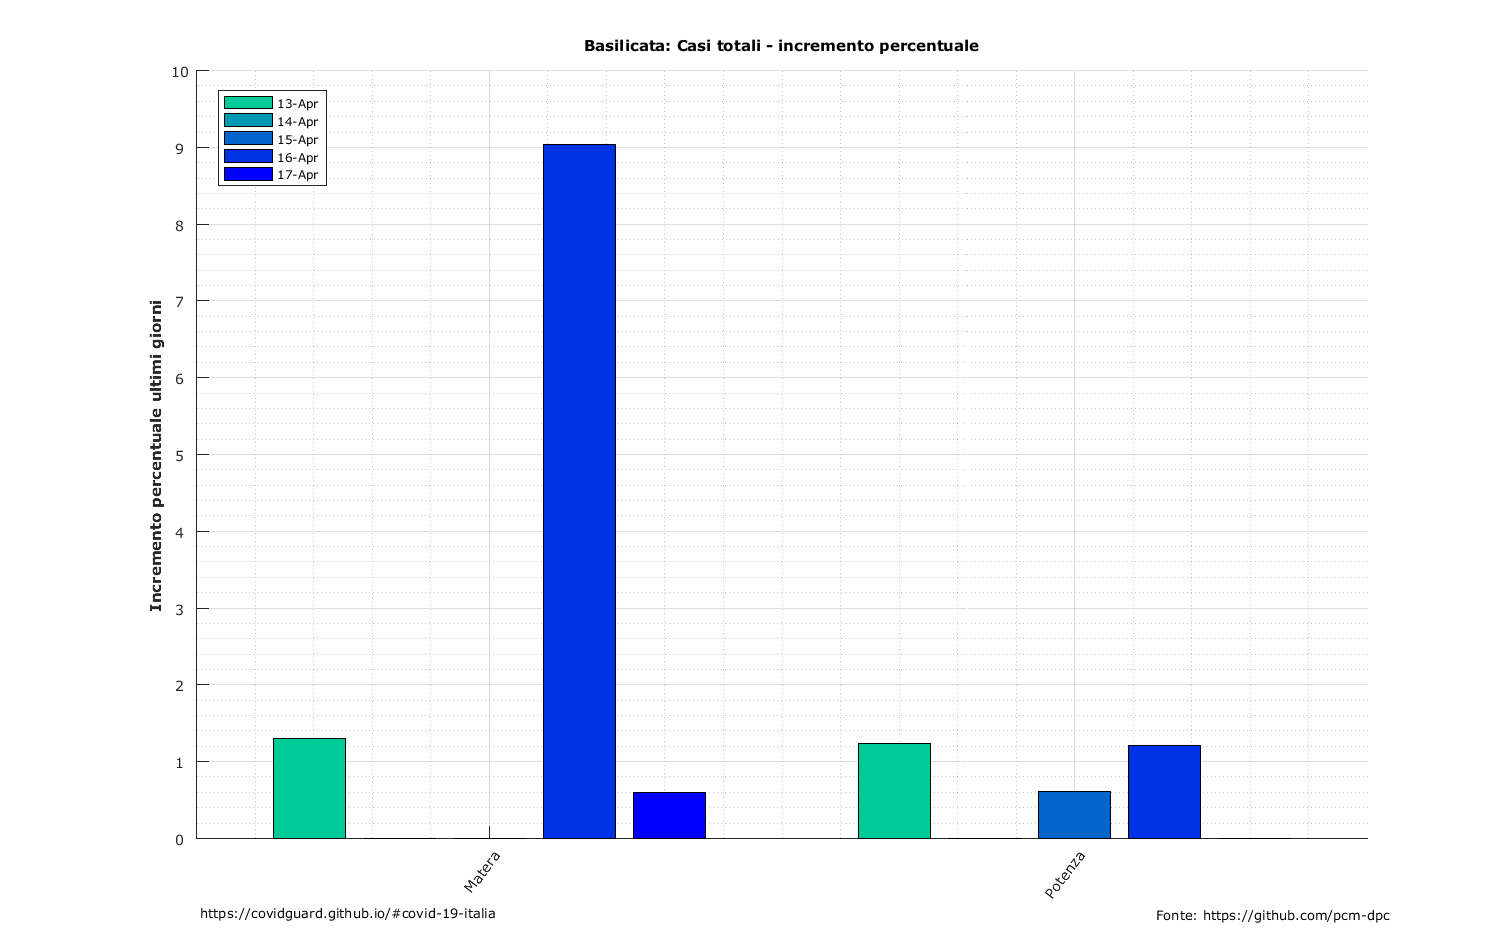 Basilicata: Casi totali - incremento percentuale
Incremento percentuale ultimi giorni
10
9
8
7
6
5
4
3
2
1
0
13-Apr
14-Apr
15-Apr
16-Apr
17-Apr
Matera
Potenza
https://covidguard.github.io/#covid-19-italia
Fonte: https://github.com/pcm-dpc